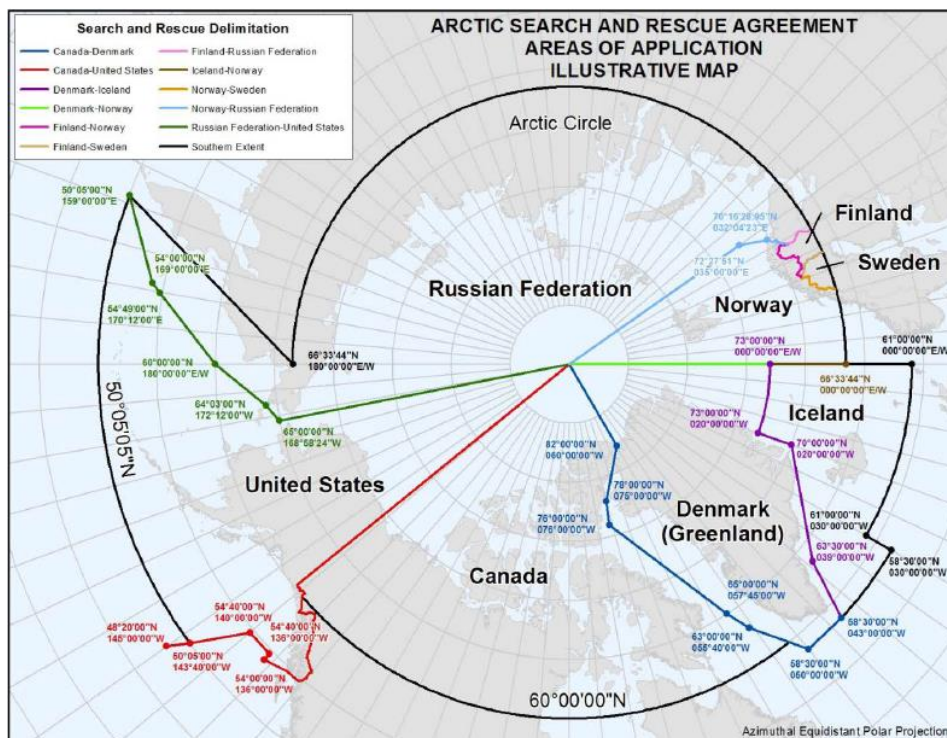 ARCTIC SEARCH AND RESCUE AGREEMENT
AREAS OF APPLICATION
ILLUSTRATIVE MAP
Search and Rescue Delimitation
Canada-Denmark
Canada-United States
Denmark-Iceland
Denmark-Norway
Finland-Norway
Finland-Sweden
Finland-Russian Federation
Iceland-Norway
Norway-Sweden
Norway-Russian Federation
Russian Federation-United States
Southern Extent
Arctic Circle
50°05'00"N
159°00'00"E
54°00'00"N
169°00'00"E
54°49'00"N
170°12'00"E
60°00'00"N
180°00'00"E/W
64°03'00"N
172°12'00"W
65°00'00"N
168°58'24"W
66°33'44"N
180°00'00"E/W
50°05'05"N
Russian Federation
032°04'23"E
72°27'51"N
035°00'00"E
Finland
Sweden
Norway
73°00'00"N
000°00'00"E/W
61°00'00"N
000°00'00"E/W
66°33'44"N
000°00'00"E/W
Iceland
73°00'00"N
020°00'00"W
70°00'00"N
020°00'00"W
61°00'00"N
030°00'00"W
58°30'00"N
030°00'00"W
63°30'00"N
039°00'00"W
58°30'00"N
043°00'00"W
Denmark
(Greenland)
82°00'00"N
060°00'00"W
78°00'00"N
075°00'00"W
76°00'00"N
076°00'00"W
65°00'00"N
057°45'00"W
63°00'00"N
055°40'00"W
58°30'00"N
050°00'00"W
United States
Canada
54°40'00"N
140°00'00"W
54°40'00"N
136°00'00"W
48°20'00"N
145°00'00"W
50°05'00"N
143°40'00"W
54°00'00"N
136°00'00"W
60°00'00"N
Azimuthal Equidistant Polar Projection